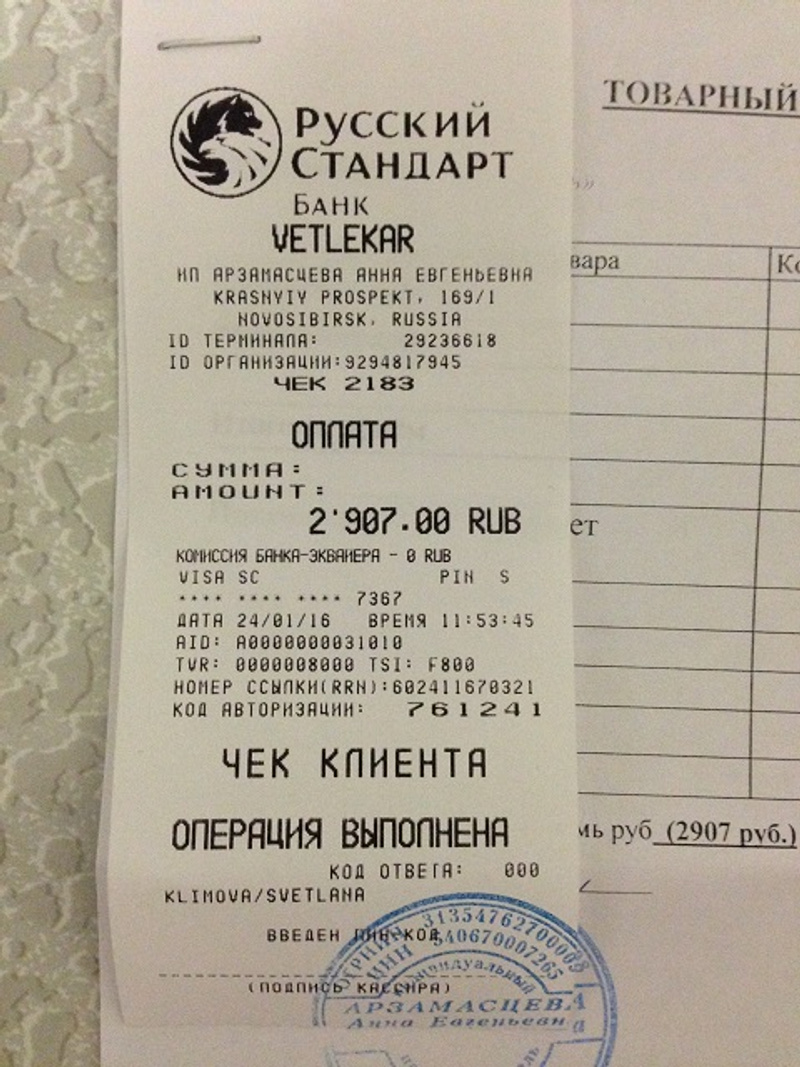 РУССКИЙ
СТАНДАРТ
БАНК
VETLEKAR
ИП АРЗАМАСЦЕВА АННА ЕВГЕНЬЕВНА
KRASNYIY PROSPEKT, 169/1
NOVOSIBIRSK, RUSSIA
ID ТЕРМИНАЛА: 29236618
ID ОРГАНИЗАЦИИ:9294817945
ЧЕК 2183
ОПЛАТА
СУММА:
AMOUNT:
2'907.00 RUB
КОМИССИЯ БАНКА-ЭКВАЙЕРА - 0 RUB
VISA SC PIN S
**** **** **** 7367
ДАТА 24/01/16 ВРЕМЯ 11:53:45
AID: A0000000031010
TVR: 0000008000 TSI: F800
НОМЕР ССЫЛКИ(RRN):602411670321
КОД АВТОРИЗАЦИИ: 761241
ЧЕК КЛИЕНТА
ОПЕРАЦИЯ ВЫПОЛНЕНА
КОД ОТВЕТА: 000
KLIMOVA/SVETLANA
ВВЕДЕН ПИН-КОД
(ПОДПИСЬ КАССИРА)
ТОВАРНЫЙ
вара
Ко
ет
мь руб (2907 руб.)
ИНН 540670007265
АРЗАМАСЦЕВА
Анна Евгеньевна